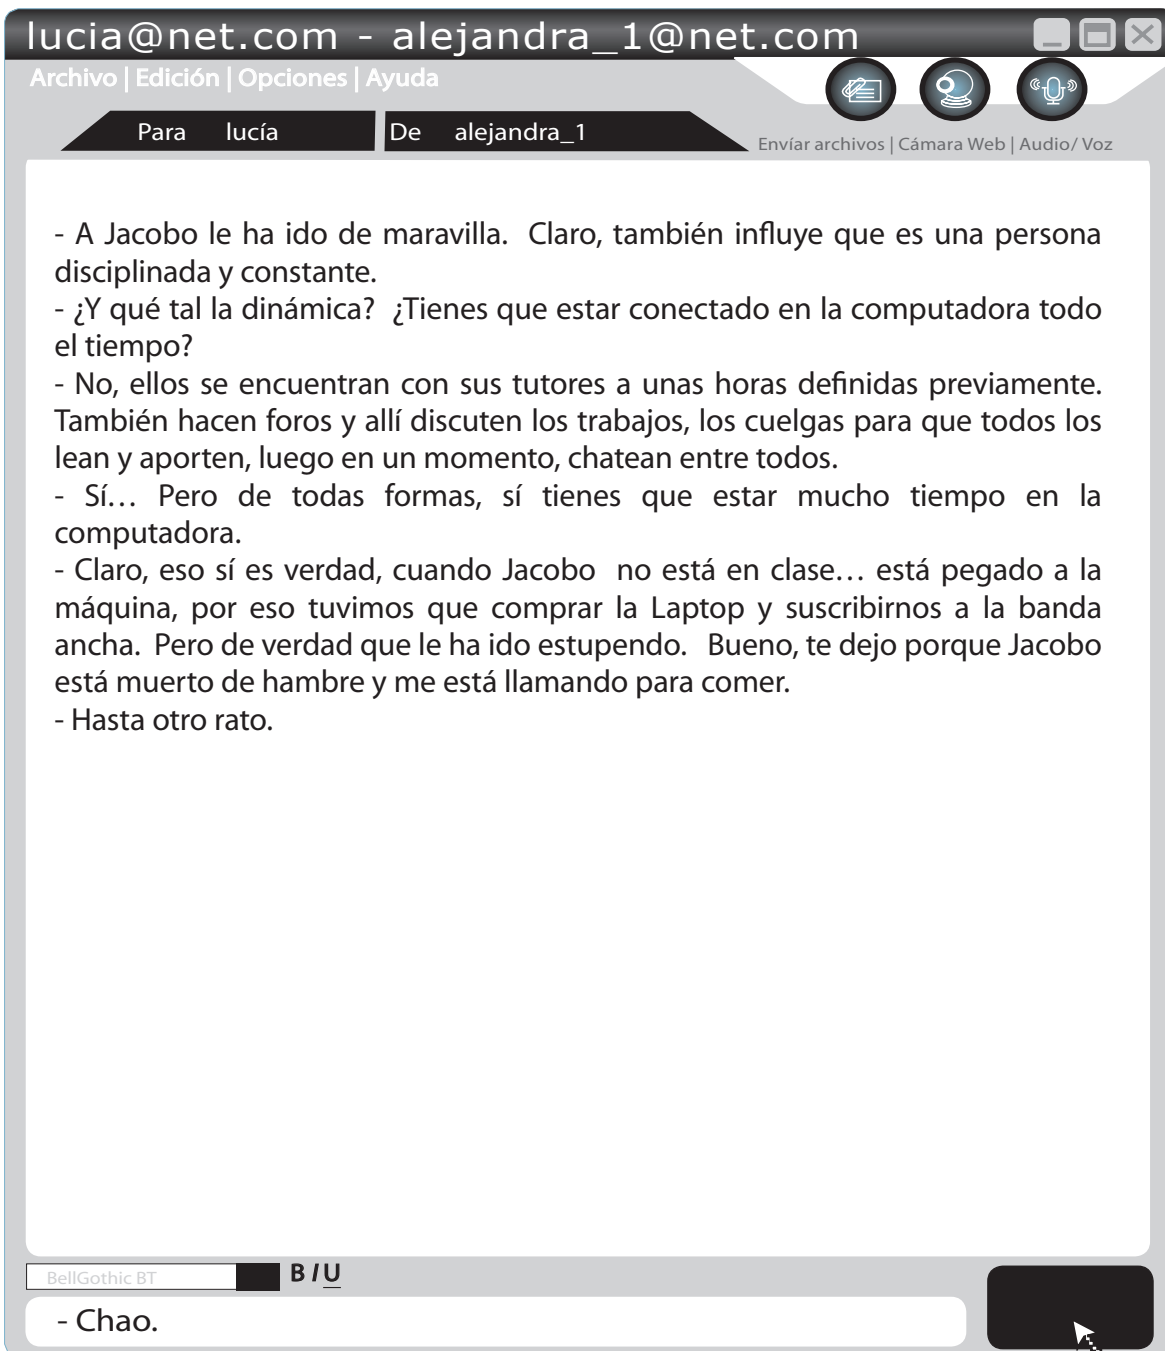 lucia@net.com - alejandra_1@net.com
Archivo | Edición | Opciones | Ayuda
Para lucía De alejandra_1
Envíar archivos | Cámara Web | Audio/ Voz
- A Jacobo le ha ido de maravilla. Claro, también influye que es una persona
disciplinada y constante.
- ¿Y qué tal la dinámica? ¿Tienes que estar conectado en la computadora todo
el tiempo?
- No, ellos se encuentran con sus tutores a unas horas definidas previamente.
También hacen foros y allí discuten los trabajos, los cuelgas para que todos los
lean y aporten, luego en un momento, chatean entre todos.
- Sí… Pero de todas formas, sí tienes que estar mucho tiempo en la
computadora.
- Claro, eso sí es verdad, cuando Jacobo no está en clase… está pegado a la
máquina, por eso tuvimos que comprar la Laptop y suscribirnos a la banda
ancha. Pero de verdad que le ha ido estupendo. Bueno, te dejo porque Jacobo
está muerto de hambre y me está llamando para comer.
- Hasta otro rato.
BellGothic BT B I U
- Chao.